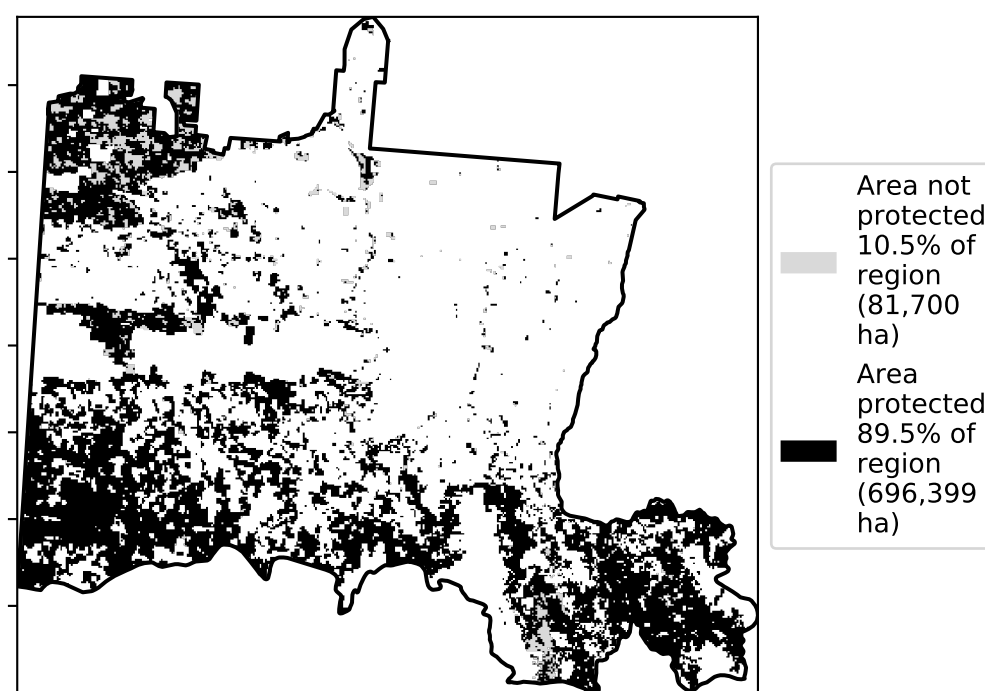 Area not
protected
10.5% of
region
(81,700
ha)
Area
protected
89.5% of
region
(696,399
ha)